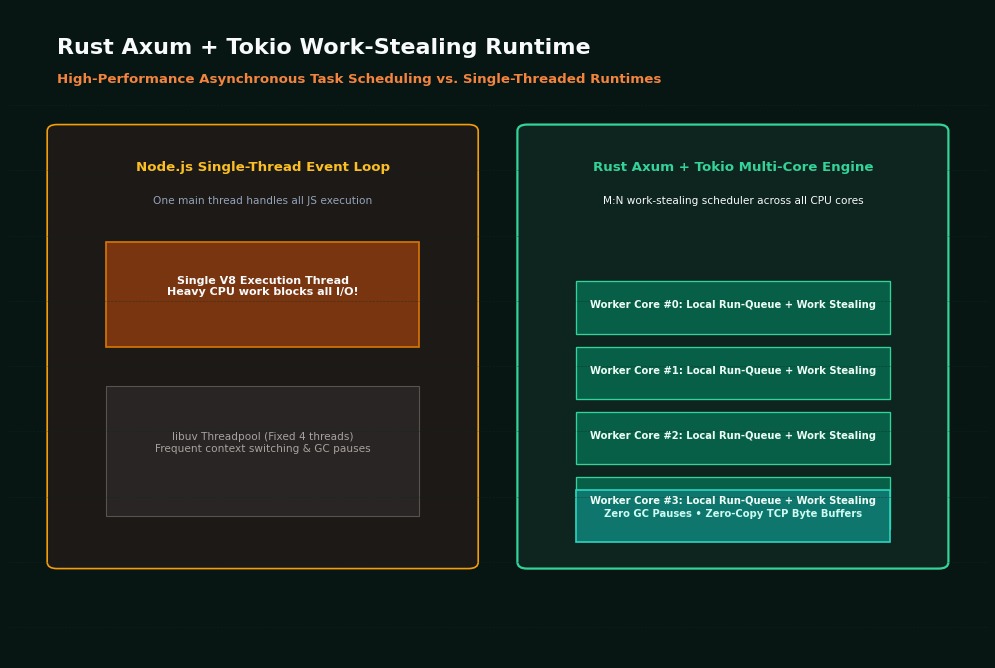 Rust Axum + Tokio Work-Stealing Runtime
High-Performance Asynchronous Task Scheduling vs. Single-Threaded Runtimes
Node.js Single-Thread Event Loop
One main thread handles all JS execution
Single V8 Execution Thread
Heavy CPU work blocks all I/O!
libuv Threadpool (Fixed 4 threads)
Frequent context switching & GC pauses
Rust Axum + Tokio Multi-Core Engine
M:N work-stealing scheduler across all CPU cores
Worker Core #0: Local Run-Queue + Work Stealing
Worker Core #1: Local Run-Queue + Work Stealing
Worker Core #2: Local Run-Queue + Work Stealing
Worker Core #3: Local Run-Queue + Work Stealing
Zero GC Pauses • Zero-Copy TCP Byte Buffers